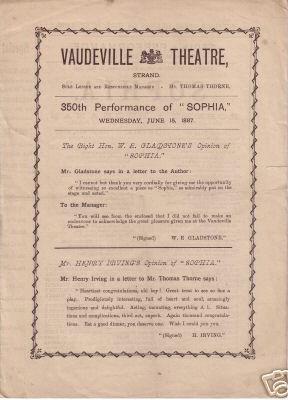 VAUDEVILLE THEATRE,
STRAND.
SOLE LESSEE AND RESPONSIBLE MANAGER - MR. THOMAS THORNE.
350th Performance of "SOPHIA,"
WEDNESDAY, JUNE 15, 1887.
The Right Hon. W. E. GLADSTONE'S Opinion of
"SOPHIA."
Mr. Gladstone says in a letter to the Author:
"I cannot but thank you very cordially for giving me the opportunity
of witnessing so excellent a piece as "Sophia," so admirably put on the
stage and acted."
To the Manager:
"You will see from the enclosed that I did not fail to make an
endeavour to acknowledge the great pleasure given me at the Vaudeville
Theatre."
"(Signed) W. E. GLADSTONE."
Mr. HENRY IRVING'S Opinion of "SOPHIA."
Mr. Henry Irving in a letter to Mr. Thomas Thorne says:
"Heartiest congratulations, old boy! Great treat to see so fine a
play. Prodigiously interesting, full of heart and soul, amazingly
ingenious and delightful. Acting, mounting, everything A 1. Situa-
tions and complications, third act, superb. Again thousand congratula-
tions. Eat a good dinner, you deserve one. Wish I could join you.
"(Signed) H. IRVING."